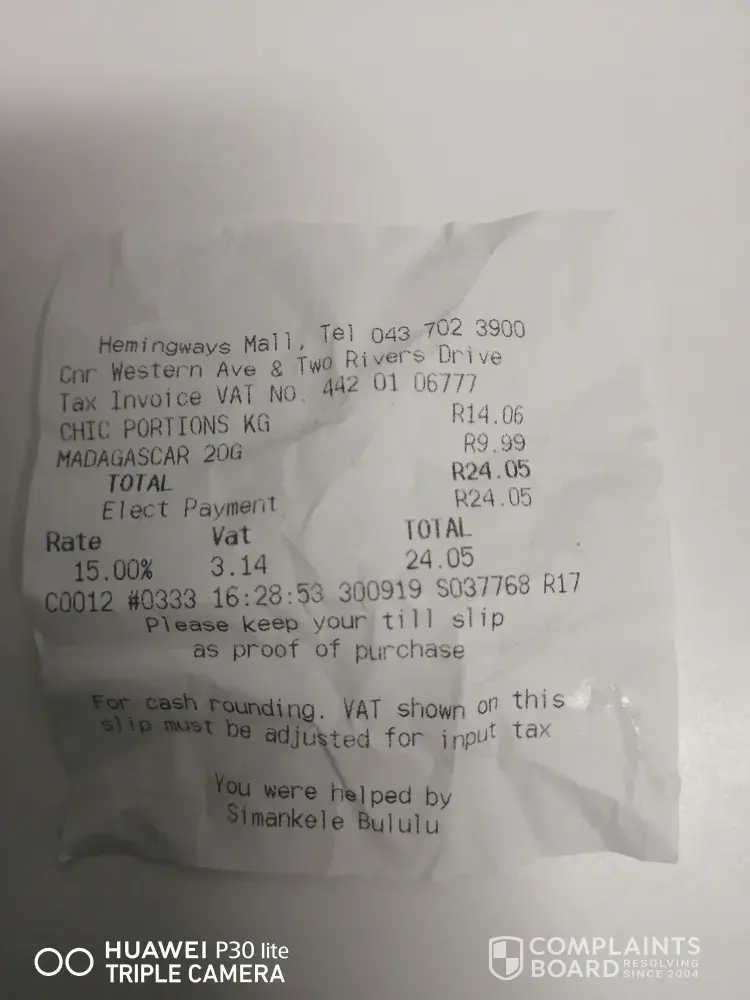 Hemingways Mall, Tel 043 702 3900
Cnr Western Ave & Two Rivers Drive
Tax Invoice VAT NO. 442 01 06777
CHIC PORTIONS KG R14.06
MADAGASCAR 20G R9.99
TOTAL R24.05
Elect Payment R24.05
Rate Vat TOTAL
15.00% 3.14 24.05
C0012 #0333 16:28:53 300919 S037768 R17
Please keep your till slip
as proof of purchase
For cash rounding. VAT shown on this
slip must be adjusted for input tax
You were helped by
Simankele Bululu
HUAWEI P30 lite
TRIPLE CAMERA
COMPLAINTS
BOARD RESOLVING
SINCE 2004